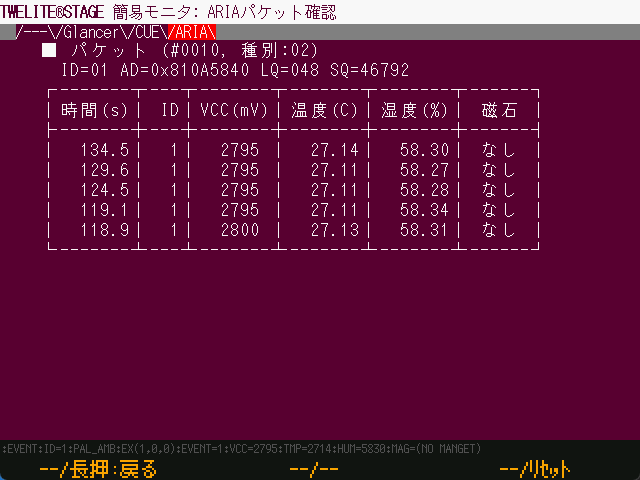 TWELITE®STAGE 簡易モニタ: ARIAパケット確認
/---\/Glancer\/CUE\/ARIA\
パケット (#0010, 種別:02)
ID=01 AD=0x810A5840 LQ=048 SQ=46792
時間(s) ID VCC(mV) 温度(C) 湿度(%) 磁石
134.5 1 2795 27.14 58.30 なし
129.6 1 2795 27.11 58.27 なし
124.5 1 2795 27.11 58.28 なし
119.1 1 2795 27.11 58.34 なし
118.9 1 2800 27.13 58.31 なし
:EVENT:ID=1:PAL_AMB:EX(1,0,0):EVENT=1:VCC=2795:TMP=2714:HUM=5830:MAG=(NO MANGET)
--/長押:戻る --/-- --/ﾘｾｯﾄ